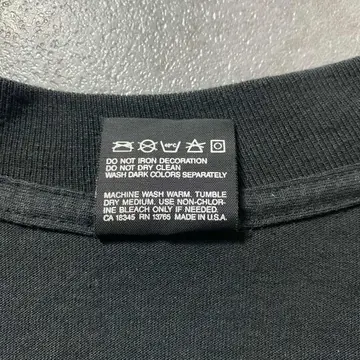 DO NOT IRON DECORATION
DO NOT DRY CLEAN
WASH DARK COLORS SEPARATELY
MACHINE WASH WARM. TUMBLE
DRY MEDIUM. USE NON-CHLOR-
INE BLEACH ONLY IF NEEDED.
CA 15345 RN 13765 MADE IN U.S.A.